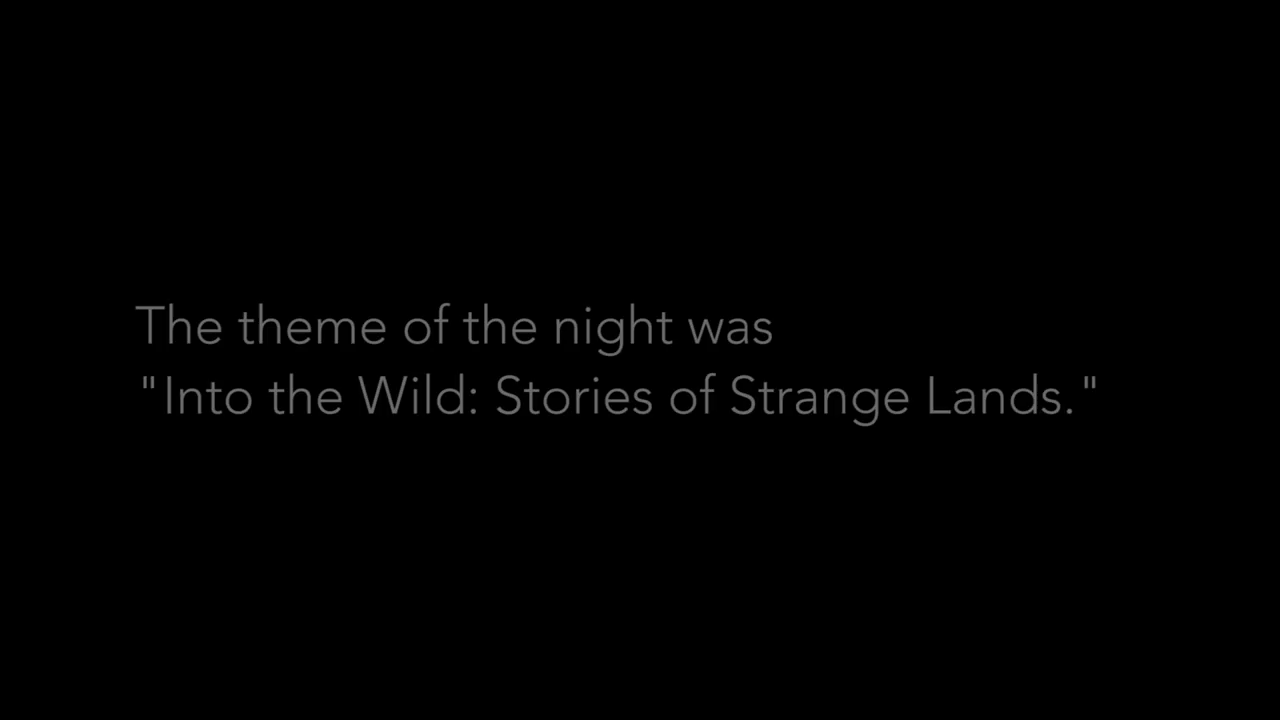 The theme of the night was
"Into the Wild: Stories of Strange Lands."